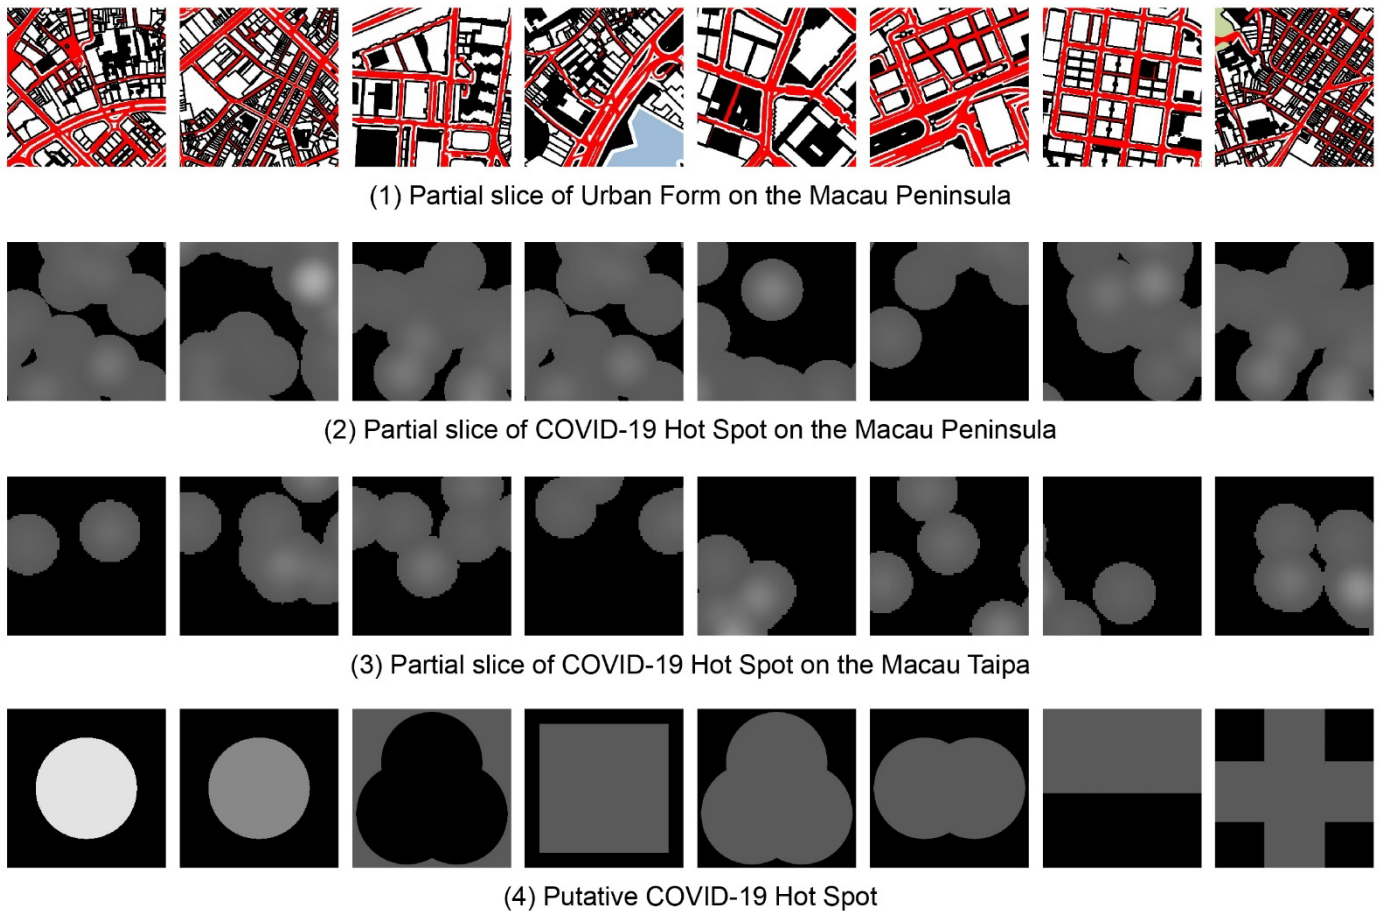 (1) Partial slice of Urban Form on the Macau Peninsula
(2) Partial slice of COVID-19 Hot Spot on the Macau Peninsula
(3) Partial slice of COVID-19 Hot Spot on the Macau Taipa
(4) Putative COVID-19 Hot Spot